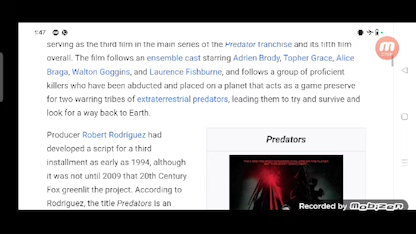 1:47
serving as the third film in the main series of the Predator franchise and its fifth film
overall. The film follows an ensemble cast starring Adrien Brody, Topher Grace, Alice
Braga, Walton Goggins, and Laurence Fishburne, and follows a group of proficient
killers who have been abducted and placed on a planet that acts as a game preserve
for two warring tribes of extraterrestrial predators, leading them to try and survive and
look for a way back to Earth.
Producer Robert Rodriguez had
developed a script for a third
installment as early as 1994, although
it was not until 2009 that 20th Century
Fox greenlit the project. According to
Rodriguez, the title Predators is an
Predators
Recorded by Mobizen